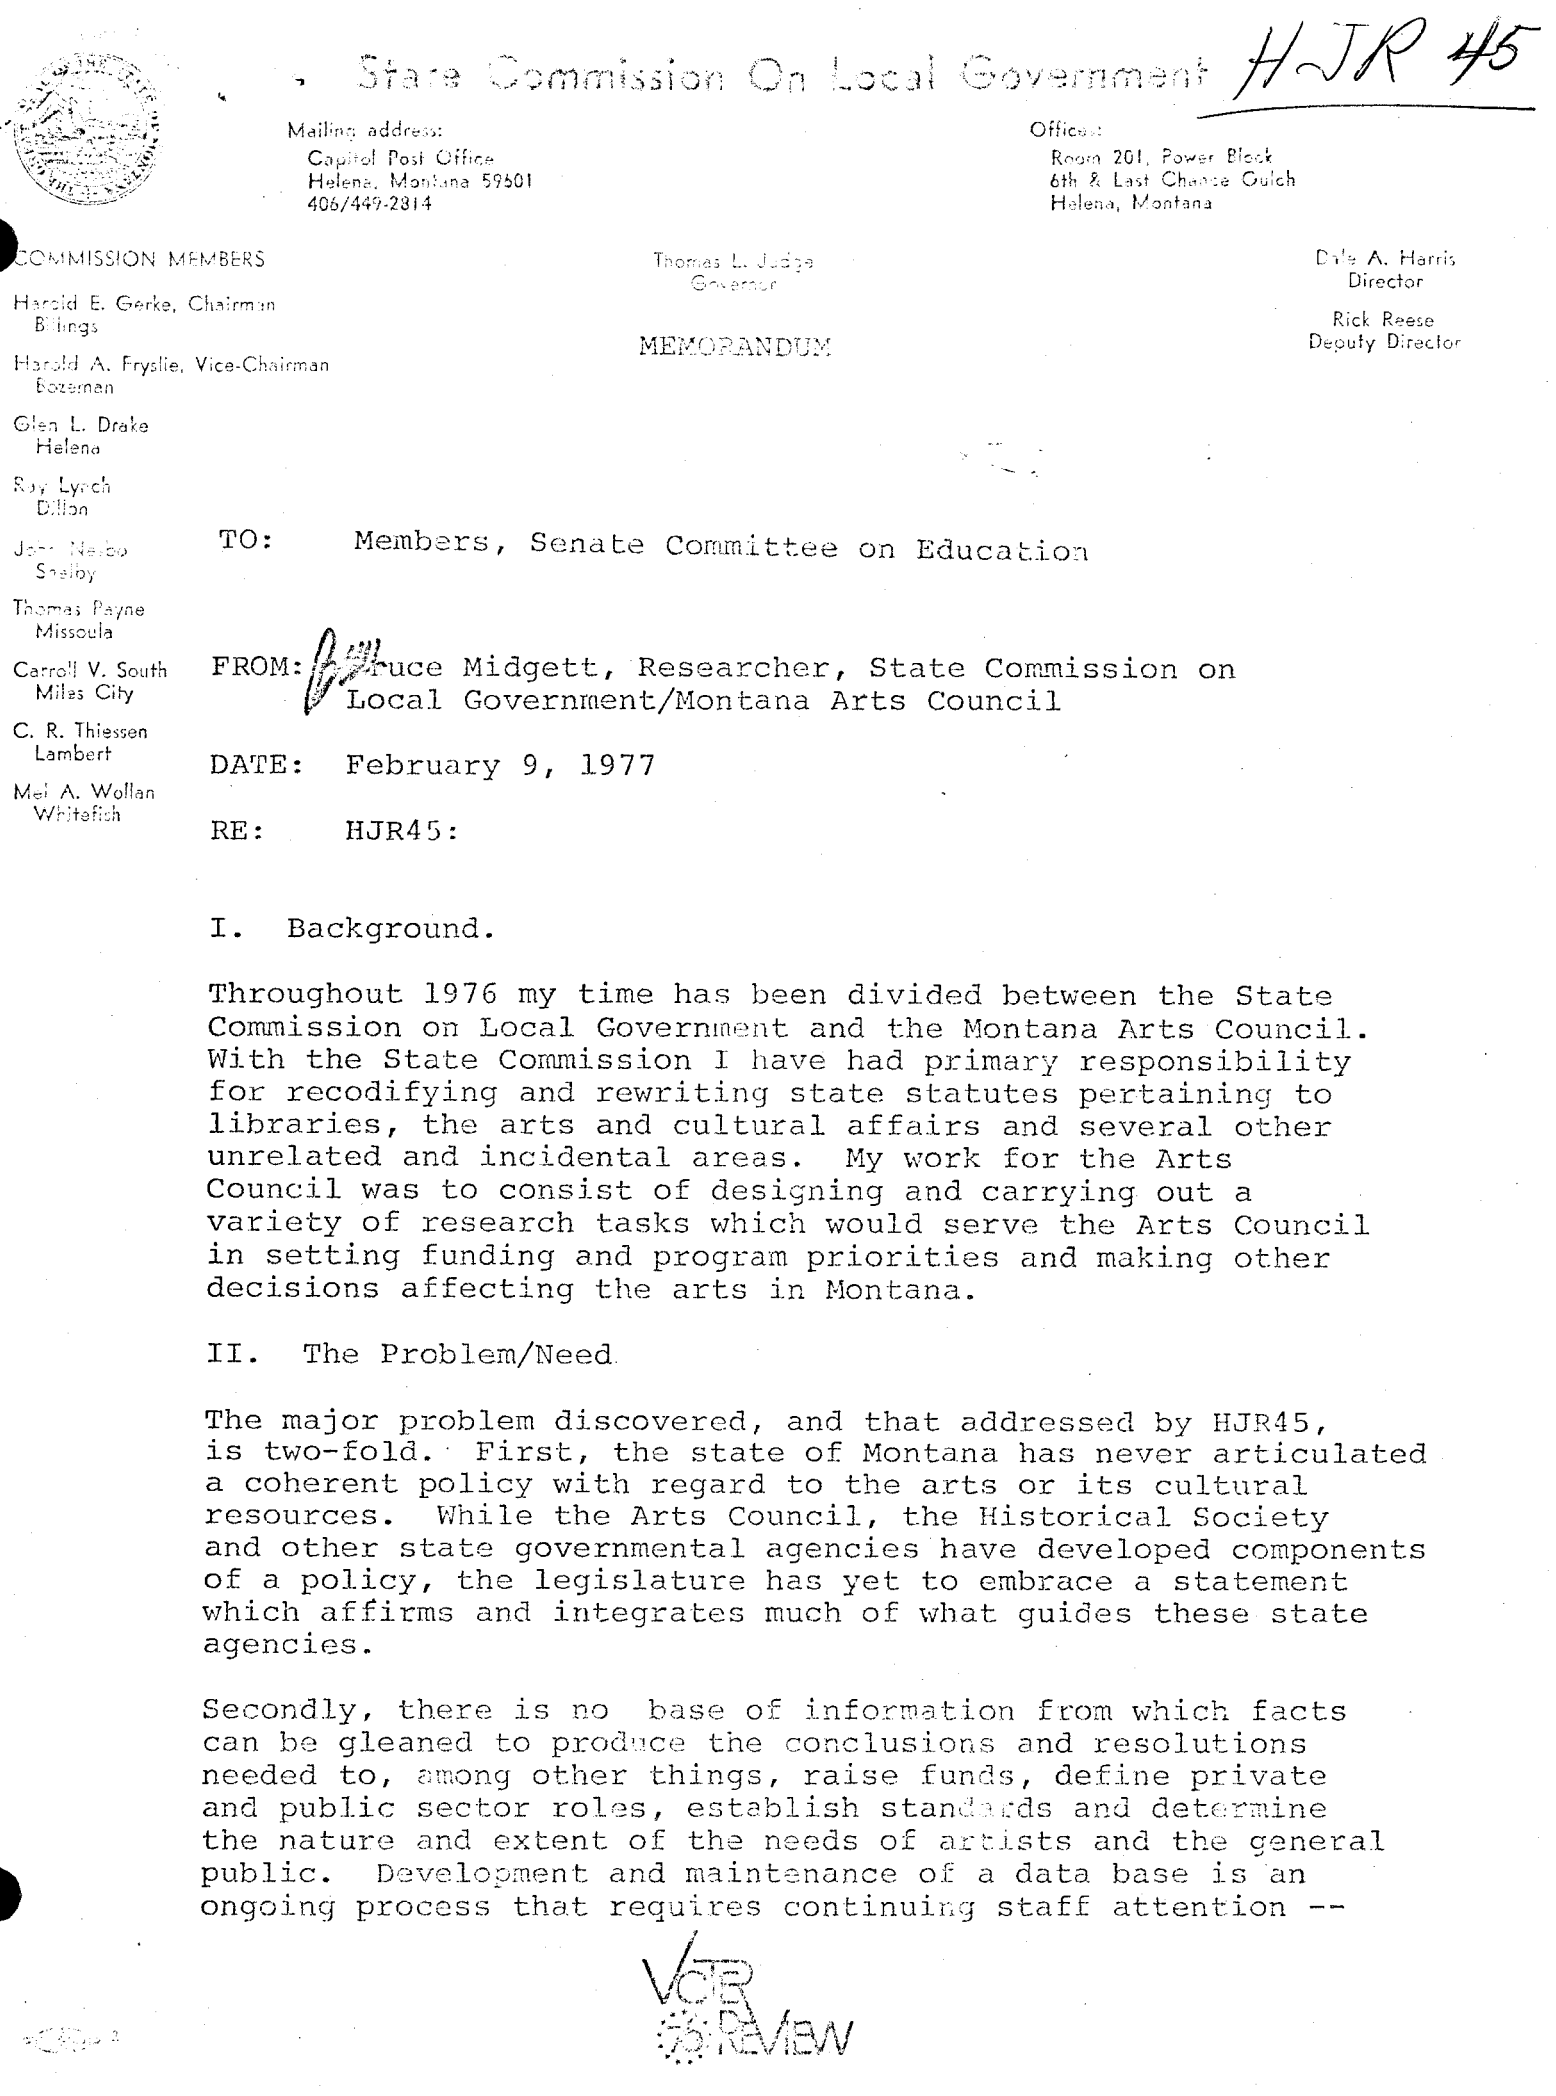 HJR 45
State Commission On Local Government
Mailing address:
Capitol Post Office
Helena, Montana 59601
406/449-2814
Offices:
Room 201, Power Block
6th & Last Chance Gulch
Helena, Montana
COMMISSION MEMBERS
Harold E. Gerke, Chairman
Billings
Harold A. Fryslie, Vice-Chairman
Bozeman
Glen L. Drake
Helena
Ray Lynch
Dillon
John Nesbo
Shelby
Thomas Payne
Missoula
Carroll V. South
Miles City
C. R. Thiessen
Lambert
Mel A. Wollan
Whitefish
Thomas L. Judge
Governor
Dale A. Harris
Director
Rick Reese
Deputy Director
MEMORANDUM
TO: Members, Senate Committee on Education
FROM: Bruce Midgett, Researcher, State Commission on
Local Government/Montana Arts Council
DATE: February 9, 1977
RE: HJR45:
I. Background.
Throughout 1976 my time has been divided between the State
Commission on Local Government and the Montana Arts Council.
With the State Commission I have had primary responsibility
for recodifying and rewriting state statutes pertaining to
libraries, the arts and cultural affairs and several other
unrelated and incidental areas. My work for the Arts
Council was to consist of designing and carrying out a
variety of research tasks which would serve the Arts Council
in setting funding and program priorities and making other
decisions affecting the arts in Montana.
II. The Problem/Need
The major problem discovered, and that addressed by HJR45,
is two-fold. First, the state of Montana has never articulated
a coherent policy with regard to the arts or its cultural
resources. While the Arts Council, the Historical Society
and other state governmental agencies have developed components
of a policy, the legislature has yet to embrace a statement
which affirms and integrates much of what guides these state
agencies.
Secondly, there is no base of information from which facts
can be gleaned to produce the conclusions and resolutions
needed to, among other things, raise funds, define private
and public sector roles, establish standards and determine
the nature and extent of the needs of artists and the general
public. Development and maintenance of a data base is an
ongoing process that requires continuing staff attention --
VOTER
76 REVIEW